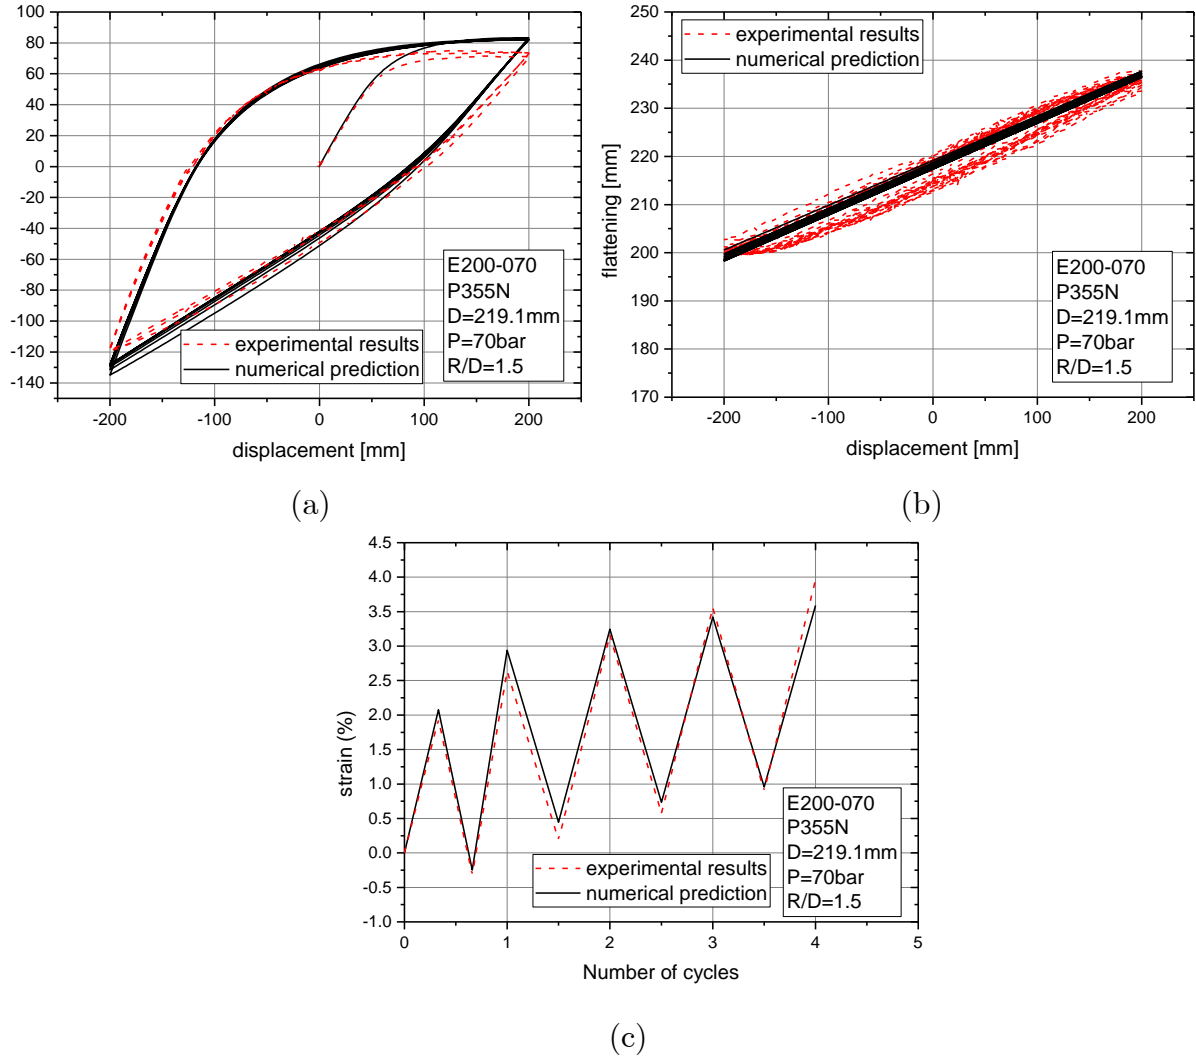 100
80
60
40
20
0
-20
-40
-60
-80
-100
-120
-140
-200
-100
0
100
200
displacement [mm]
experimental results
numerical prediction
E200-070
P355N
D=219.1mm
P=70bar
R/D=1.5
(a)
250
240
230
220
210
200
190
180
170
flattening [mm]
-200
-100
0
100
200
displacement [mm]
experimental results
numerical prediction
E200-070
P355N
D=219.1mm
P=70bar
R/D=1.5
(b)
4.5
4.0
3.5
3.0
2.5
2.0
1.5
1.0
0.5
0.0
-0.5
-1.0
strain (%)
0
1
2
3
4
5
Number of cycles
experimental results
numerical prediction
E200-070
P355N
D=219.1mm
P=70bar
R/D=1.5
(c)